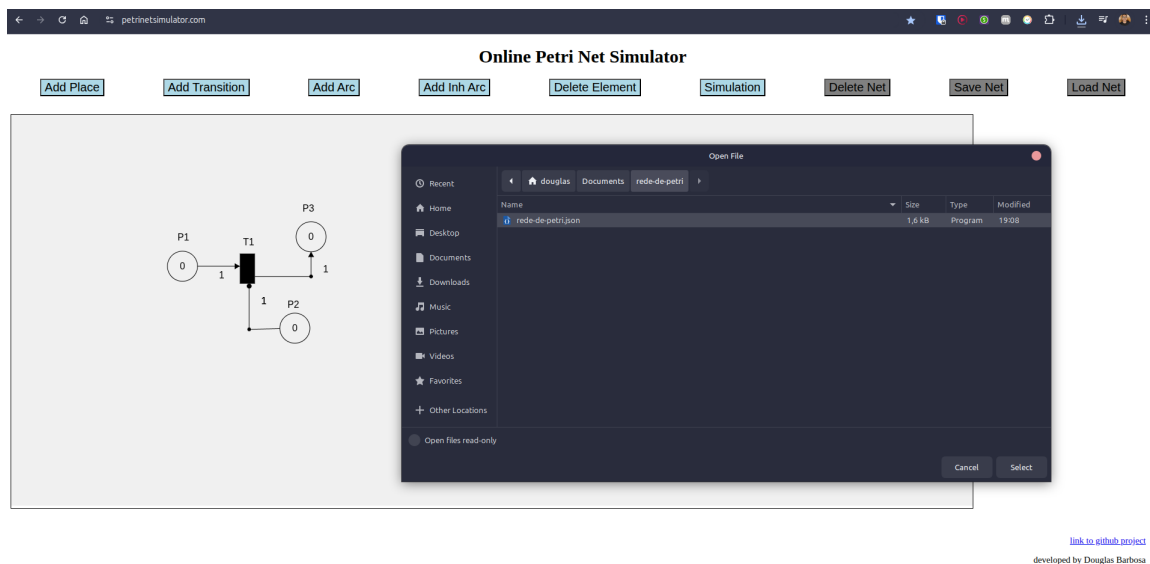 petrinetsimulator.com
Online Petri Net Simulator
Add Place Add Transition Add Arc Add Inh Arc Delete Element Simulation Delete Net Save Net Load Net
Open File
Recent
Home
Desktop
Documents
Downloads
Music
Pictures
Videos
Favorites
Other Locations
douglas Documents rede-de-petri
Name Size Type Modified
rede-de-petri.json 1,6 kB Program 19:08
Open files read-only
Cancel Select
P3
0
P1
T1
0
1
1
1
P2
0
link to github project
developed by Douglas Barbosa